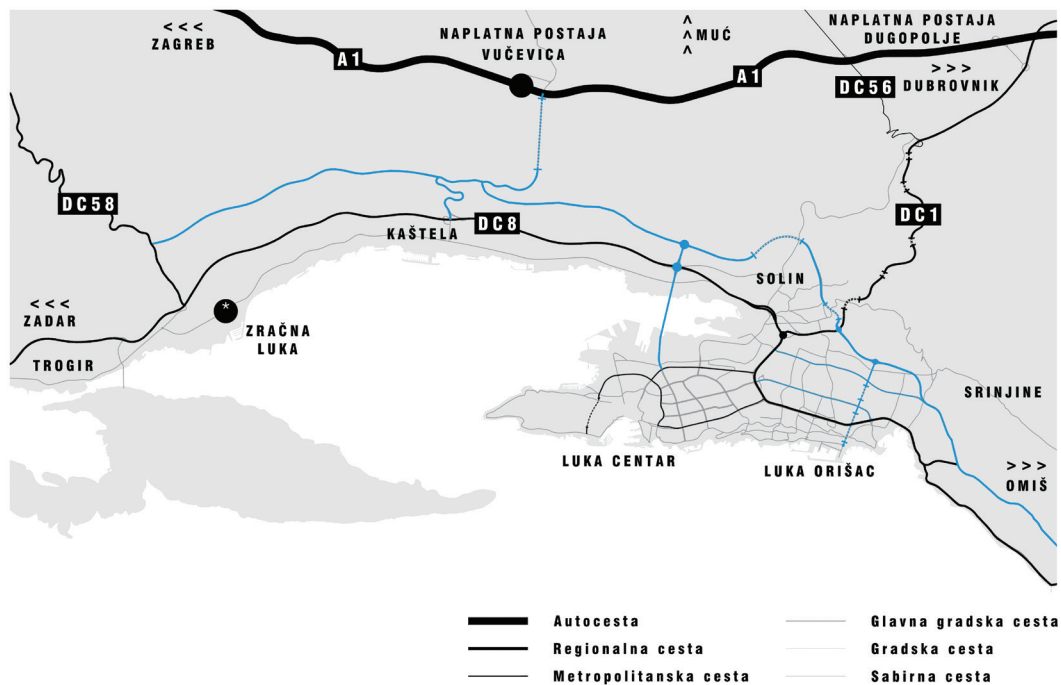 <<<
ZAGREB
NAPLATNA POSTAJA
VUČEVICA
^
^ MUĆ
^
NAPLATNA POSTAJA
DUGOPOLJE
A1
A1
DC56
>>>
DUBROVNIK
DC58
DC8
DC1
KAŠTELA
SOLIN
<<<
ZADAR
*
ZRAČNA
LUKA
TROGIR
SRINJINE
LUKA CENTAR
LUKA ORIŠAC
>>>
OMIŠ
Autocesta
Regionalna cesta
Metropolitanska cesta
Glavna gradska cesta
Gradska cesta
Sabirna cesta